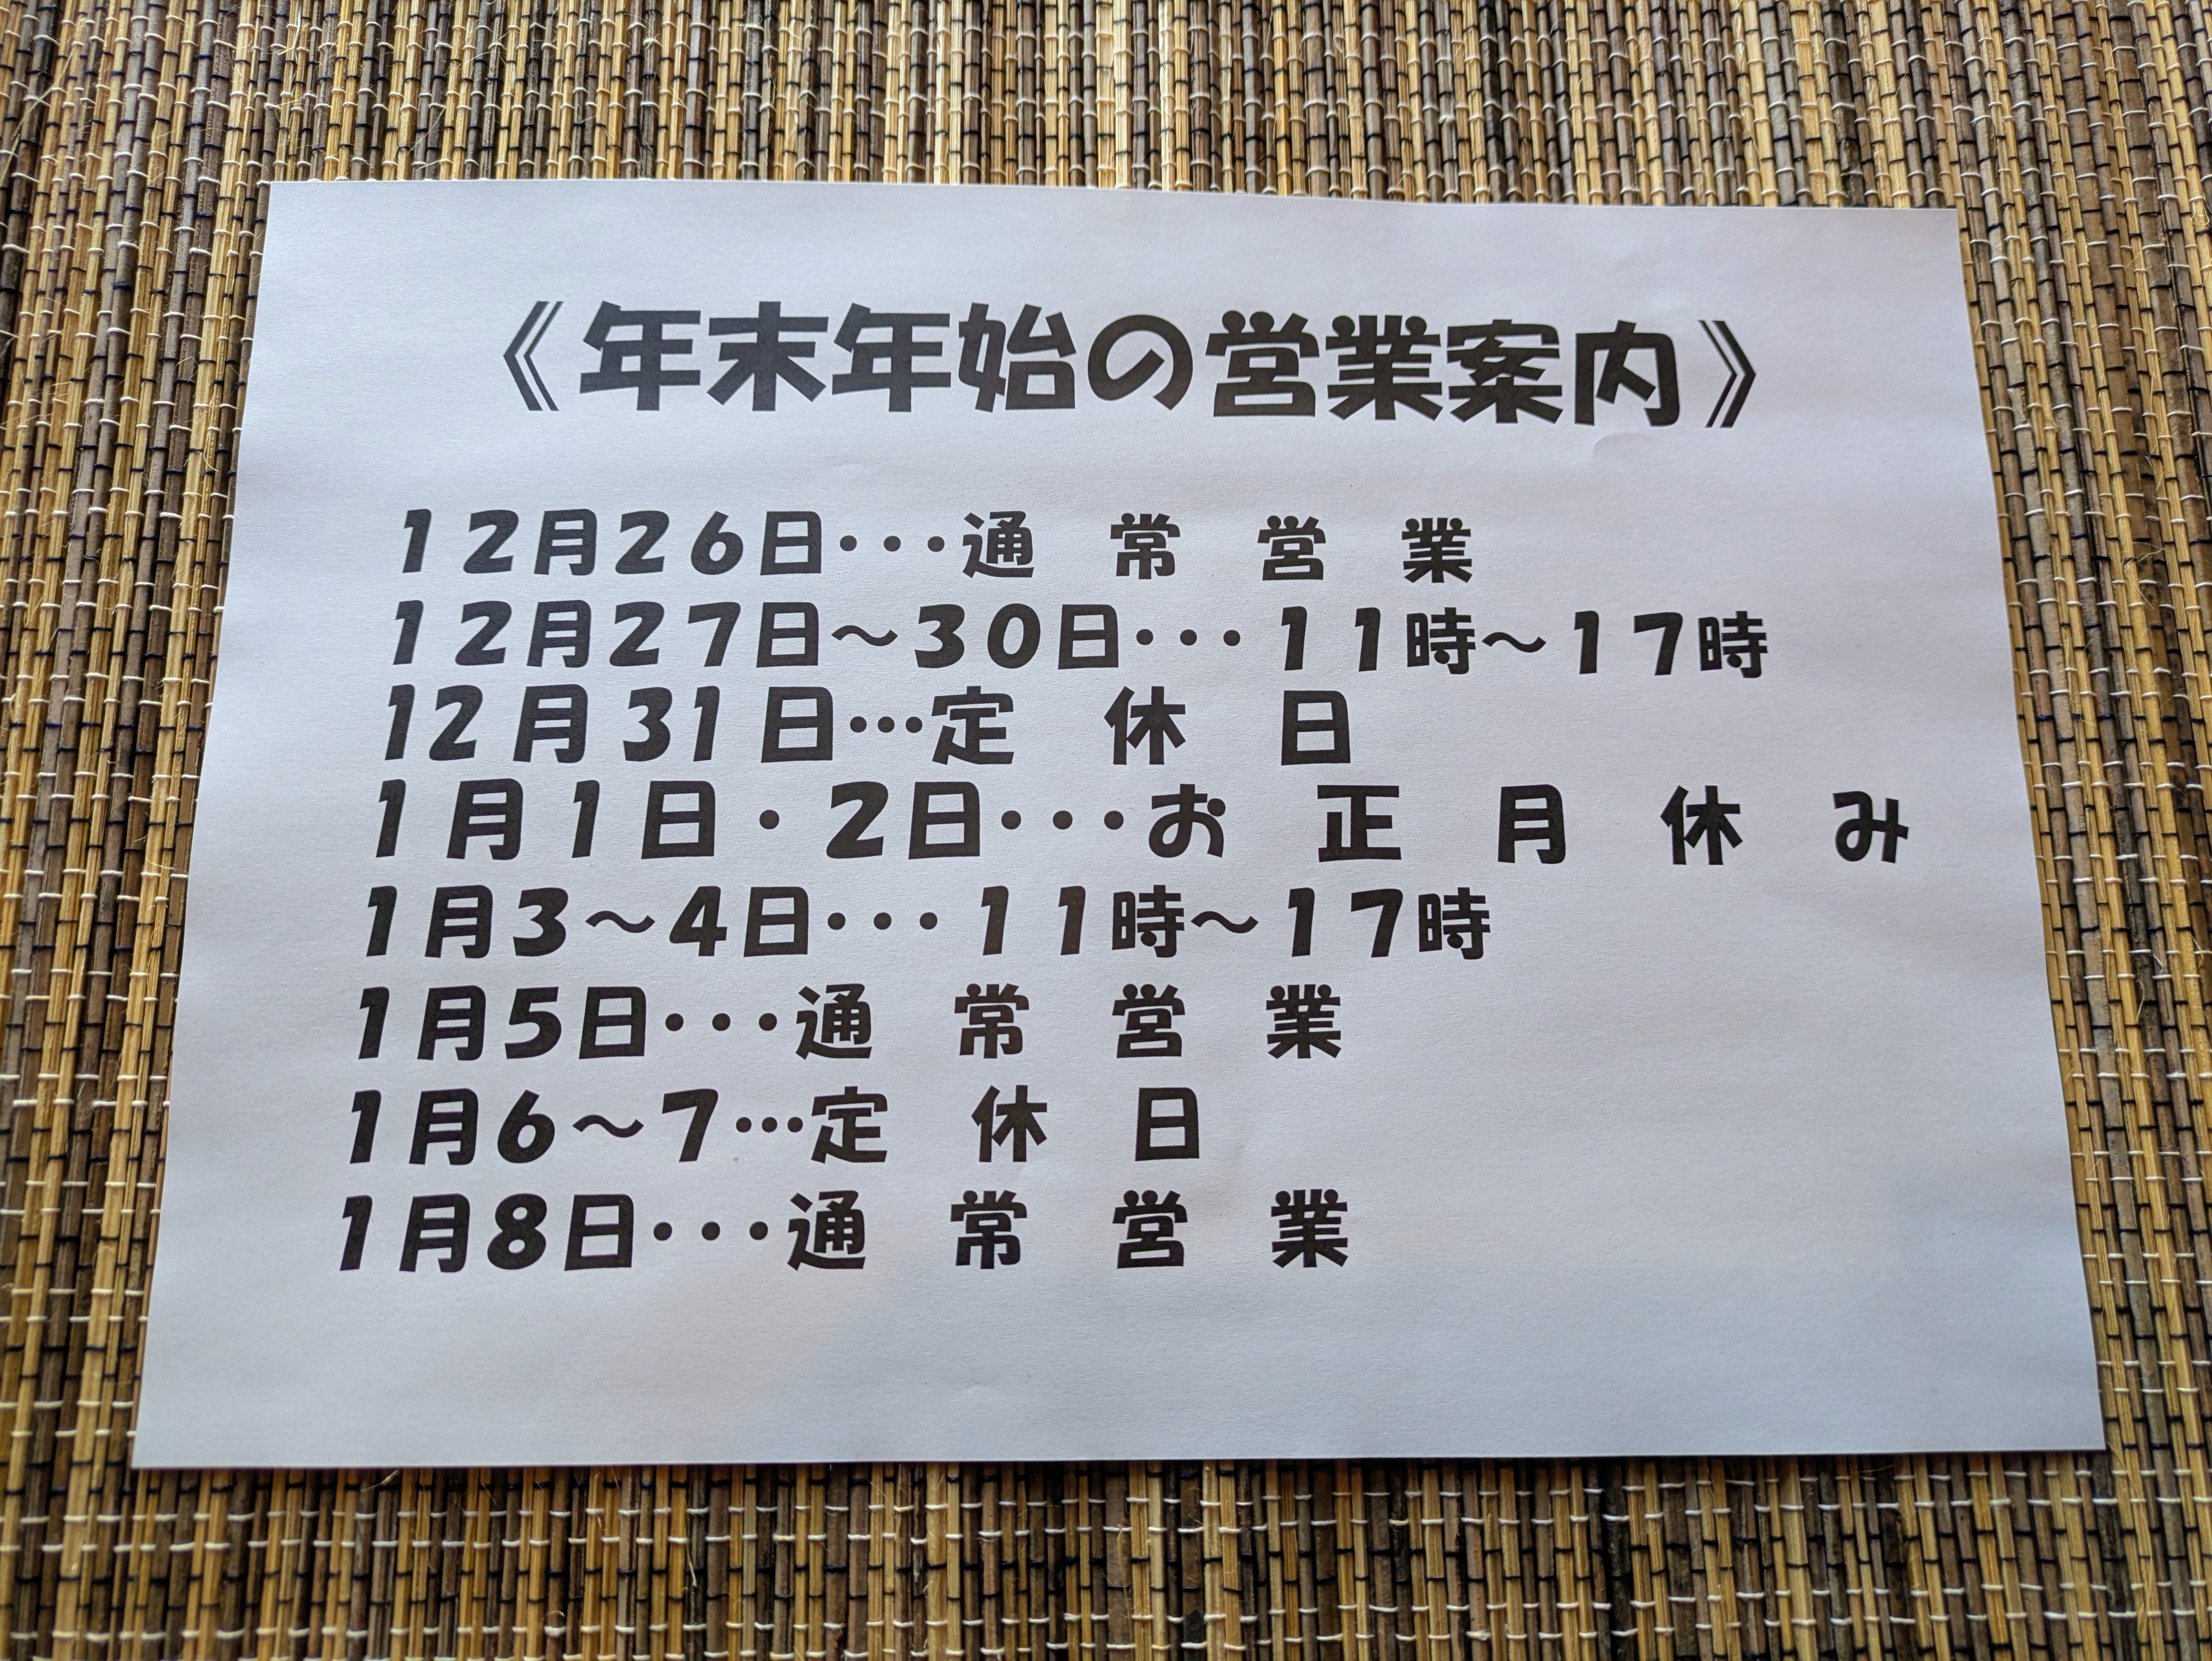 《年末年始の営業案内》
12月26日･･･通　常　営　業
12月27日～30日･･･11時～17時
12月31日…定　休　日
1月1日・2日･･･お　正　月　休　み
1月3～4日･･･11時～17時
1月5日･･･通　常　営　業
1月6～7…定　休　日
1月8日･･･通　常　営　業